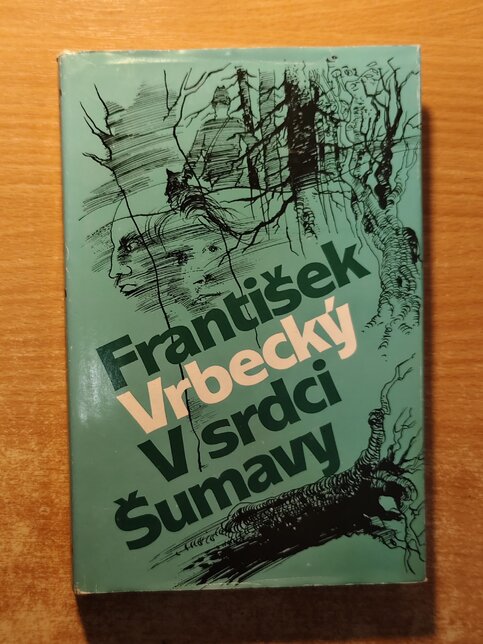 František
Vrbecký
V srdci
Šumavy